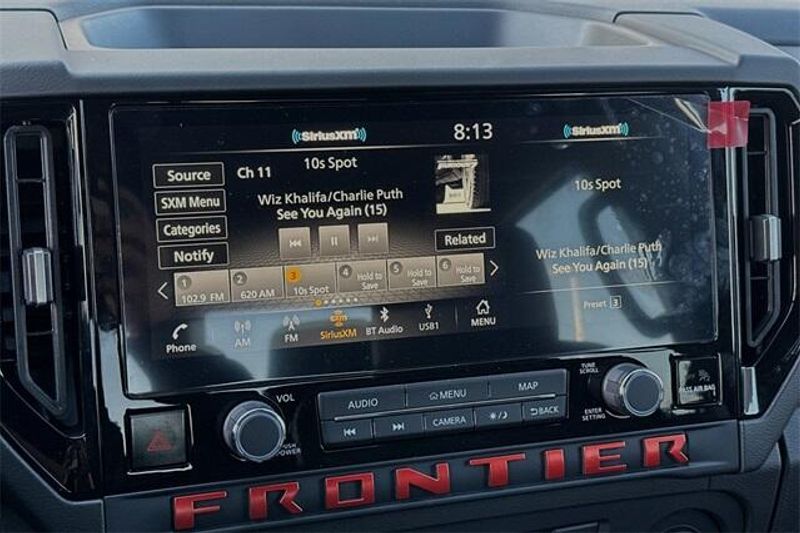 SiriusXM
8:13
SiriusXM
Source
Ch 11
10s Spot
SXM Menu
Wiz Khalifa/Charlie Puth
See You Again (15)
Categories
Notify
Related
1
102.9 FM
2
620 AM
3
10s Spot
4
Hold to
Save
5
Hold to
Save
6
Hold to
Save
Phone
AM
FM
SXM
SiriusXM
BT Audio
USB1
MENU
10s Spot
Wiz Khalifa/Charlie Puth
See You Again (15)
Preset 3
VOL
PUSH
POWER
AUDIO
MENU
MAP
CAMERA
BACK
TUNE
SCROLL
ENTER
SETTING
PASS AIR BAG
FRONTIER